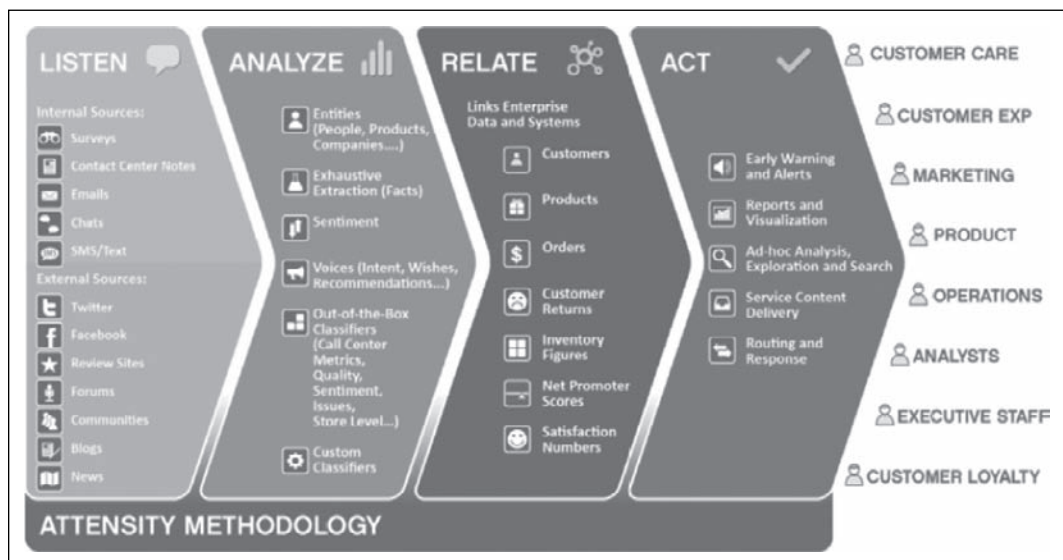 LISTEN
Internal Sources:
Surveys
Contact Center Notes
Emails
Chats
SMS/Text
External Sources:
Twitter
Facebook
Review Sites
Forums
Communities
Blogs
News
ANALYZE
Entities
(People, Products,
Companies....)
Exhaustive
Extraction (Facts)
Sentiment
Voices (Intent, Wishes,
Recommendations...)
Out-of-the-Box
Classifiers
(Call Center
Metrics,
Quality,
Sentiment,
Issues,
Store Level...)
Custom
Classifiers
RELATE
Links Enterprise
Data and Systems
Customers
Products
$
Orders
Customer
Returns
Inventory
Figures
Net Promoter
Scores
Satisfaction
Numbers
ACT
Early Warning
and Alerts
Reports and
Visualization
Ad-hoc Analysis,
Exploration and Search
Service Content
Delivery
Routing and
Response
CUSTOMER CARE
CUSTOMER EXP
MARKETING
PRODUCT
OPERATIONS
ANALYSTS
EXECUTIVE STAFF
CUSTOMER LOYALTY
ATTENSITY METHODOLOGY